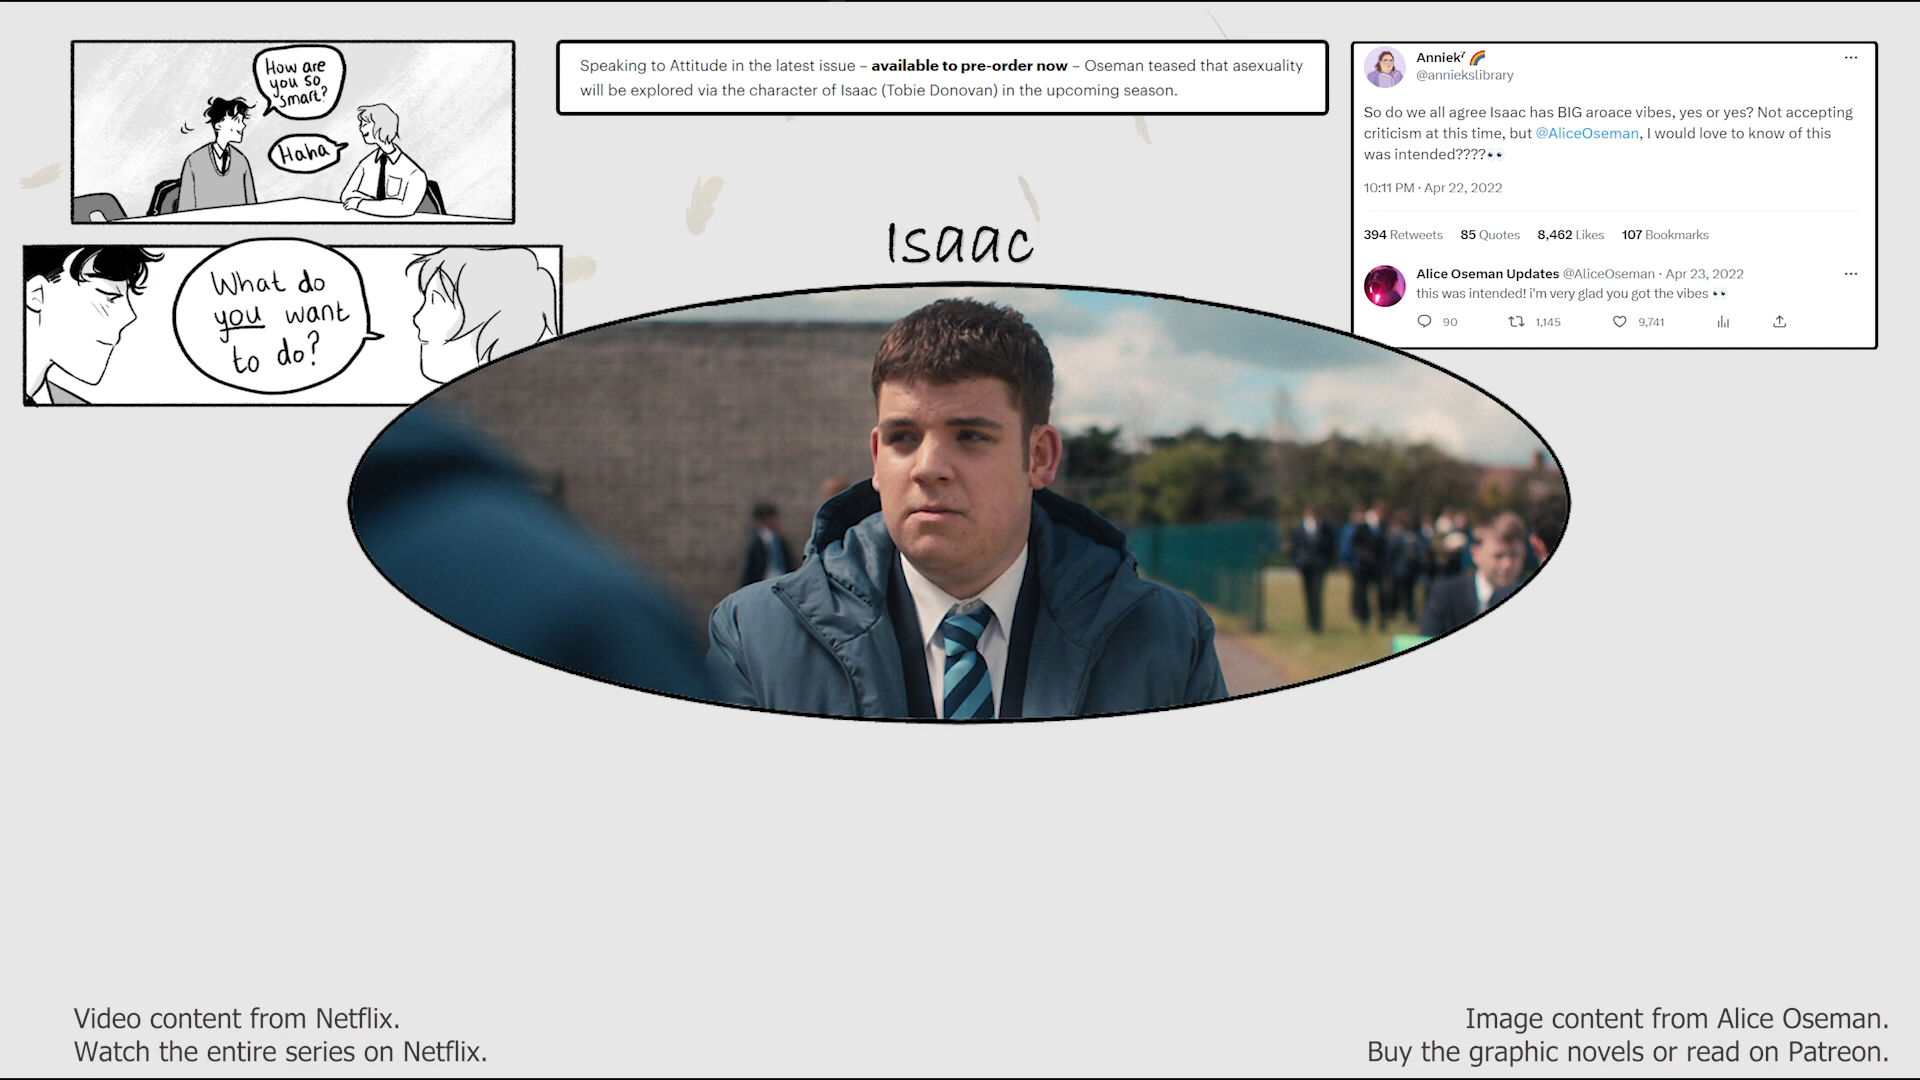 How are
you so
smart?
Haha
What do
you want
to do?
Speaking to Attitude in the latest issue – available to pre-order now – Oseman teased that asexuality
will be explored via the character of Isaac (Tobie Donovan) in the upcoming season.
Anniek⁷ 🌈
@anniekslibrary
So do we all agree Isaac has BIG aroace vibes, yes or yes? Not accepting
criticism at this time, but @AliceOseman, I would love to know of this
was intended????👀
10:11 PM · Apr 22, 2022
394 Retweets 85 Quotes 8,462 Likes 107 Bookmarks
Alice Oseman Updates @AliceOseman · Apr 23, 2022
this was intended! i'm very glad you got the vibes 👀
90 1,145 9,741
Isaac
Video content from Netflix.
Watch the entire series on Netflix.
Image content from Alice Oseman.
Buy the graphic novels or read on Patreon.